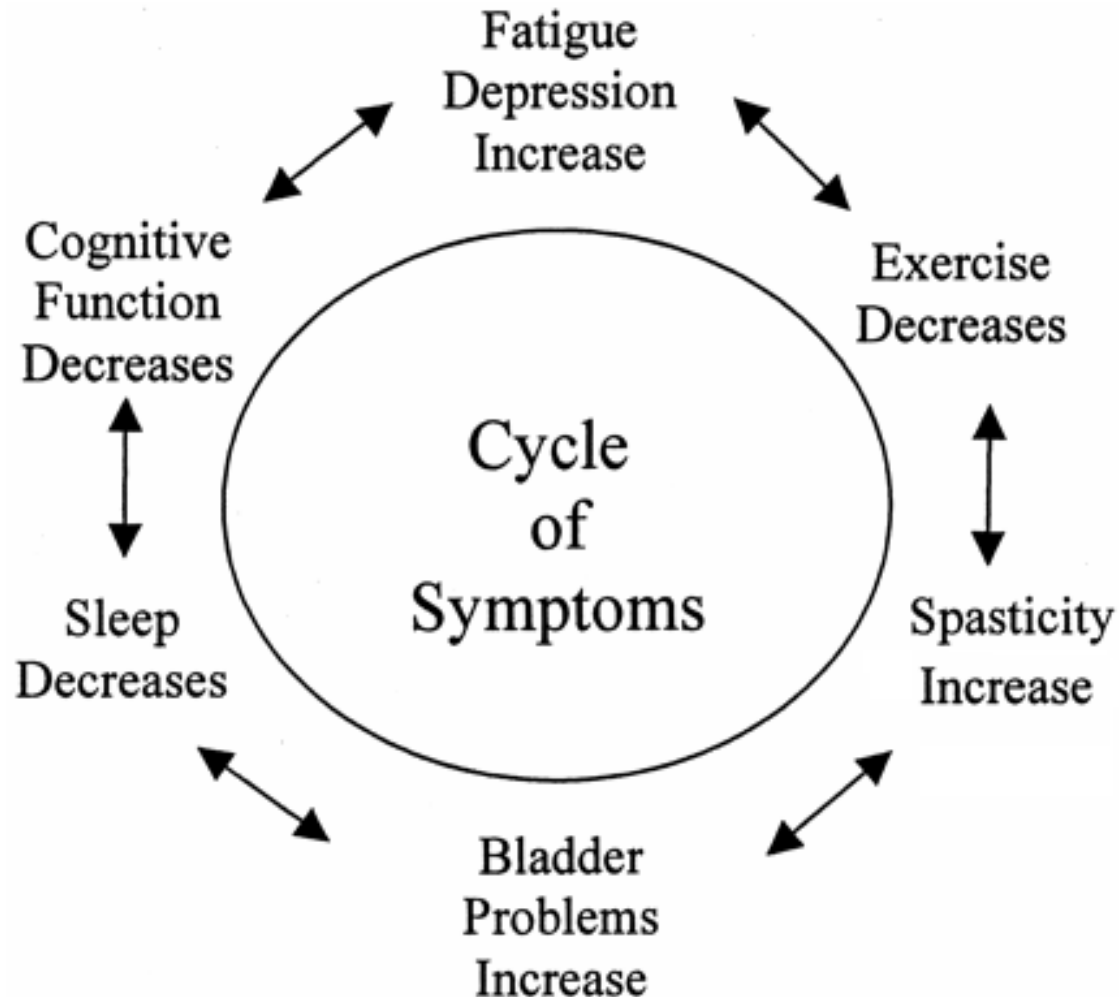 Fatigue
Depression
Increase
Exercise
Decreases
Spasticity
Increase
Bladder
Problems
Increase
Sleep
Decreases
Cognitive
Function
Decreases
Cycle
of
Symptoms